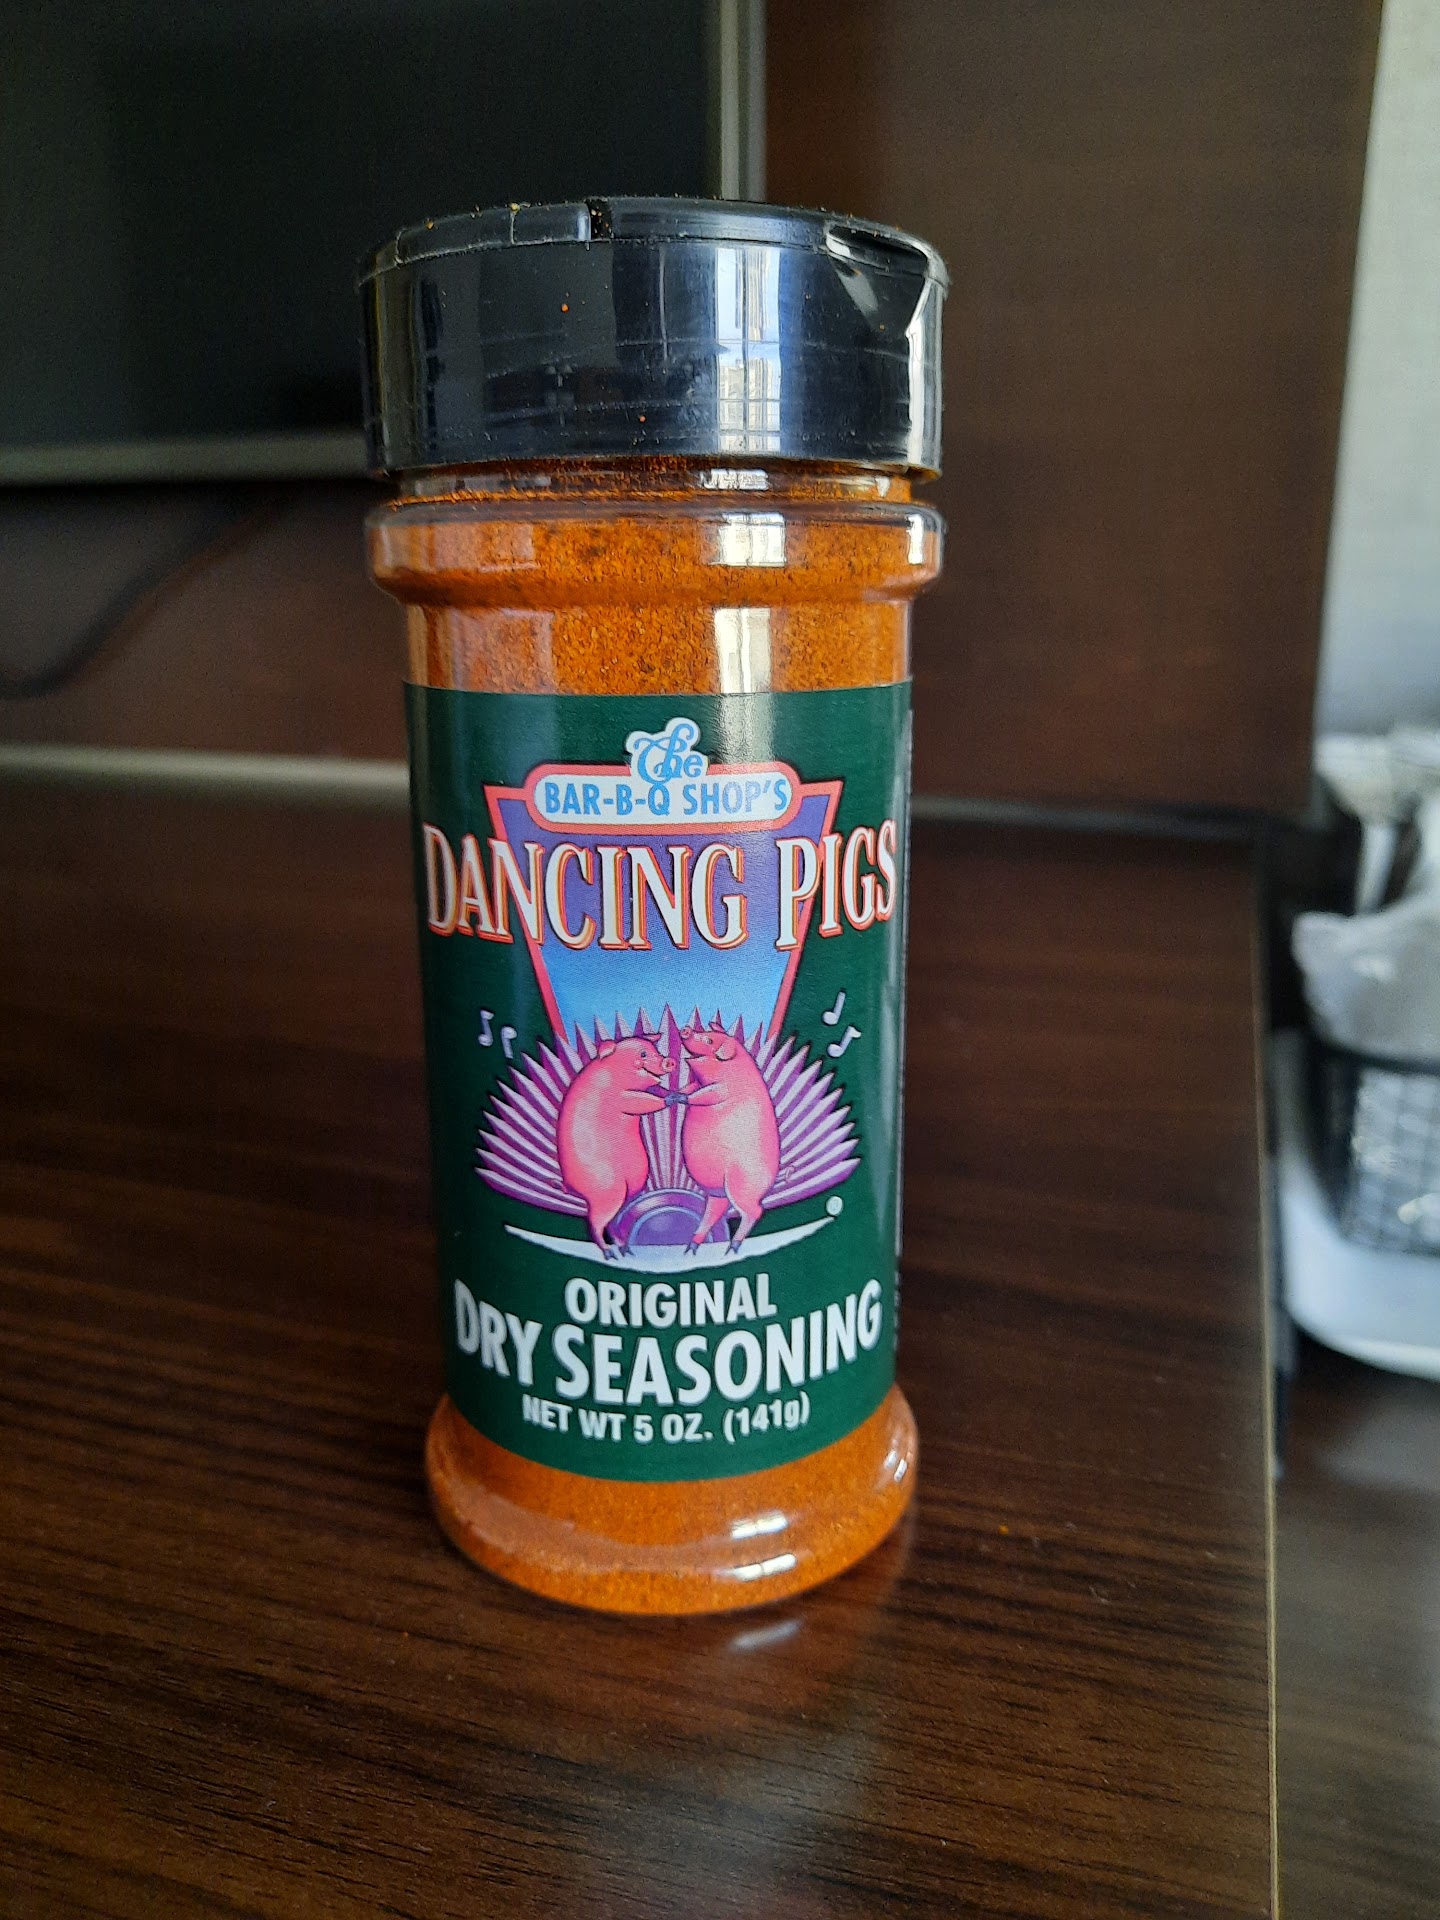 The
BAR-B-Q SHOP'S
DANCING PIGS
ORIGINAL
DRY SEASONING
NET WT 5 OZ. (141g)